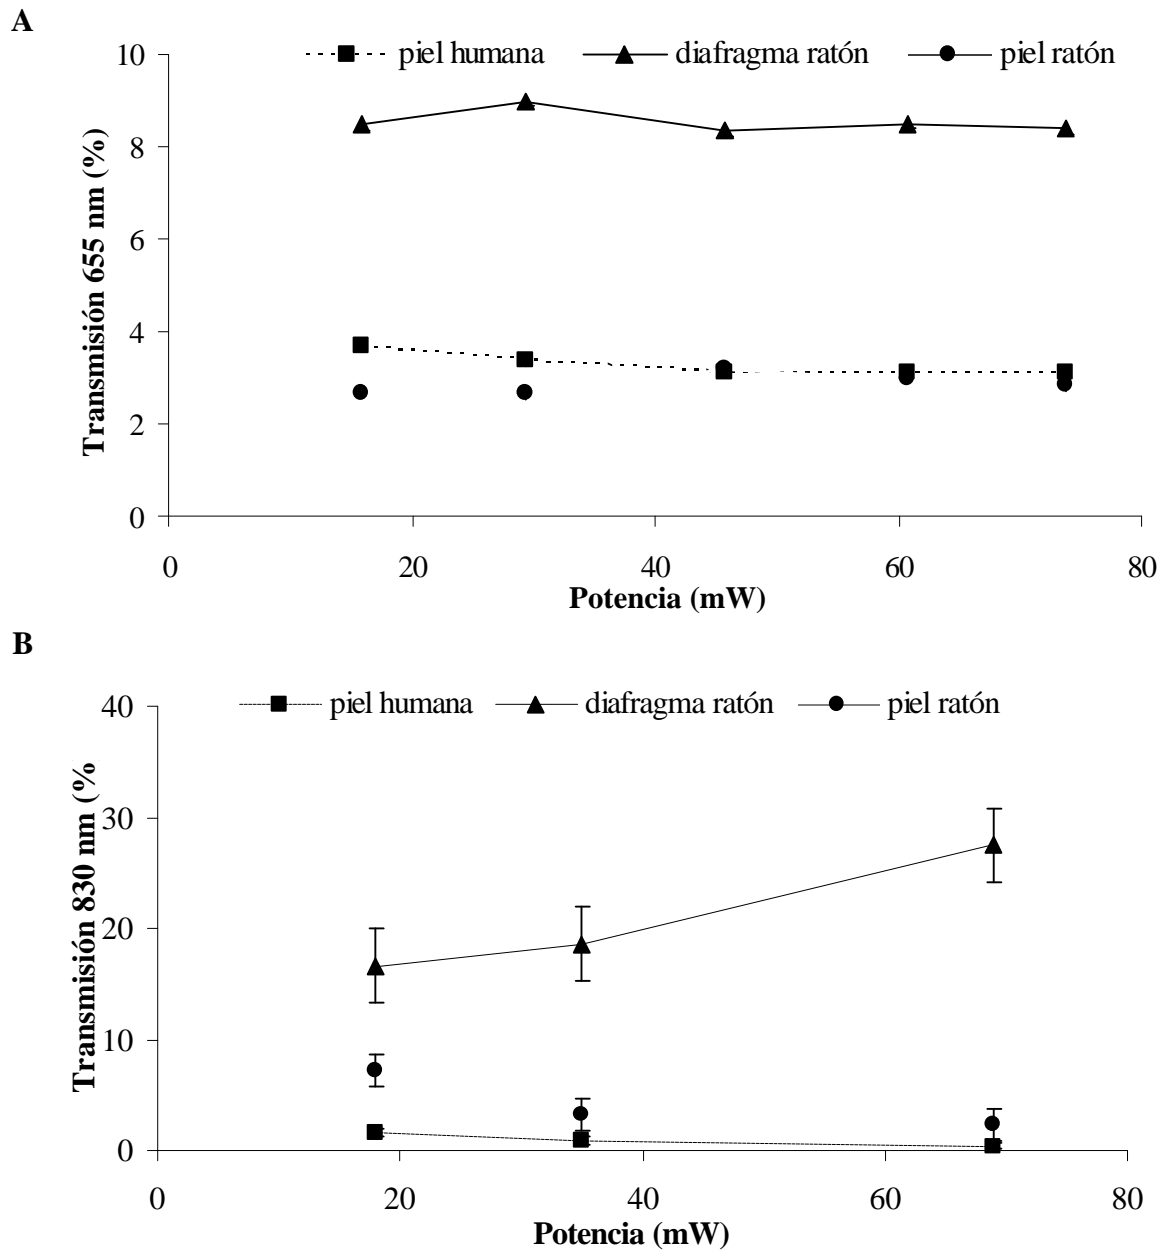 A
piel humana diafragma ratón piel ratón
10
8
6
4
2
0
Transmisión 655 nm (%)
0 20 40 60 80
Potencia (mW)
B
piel humana diafragma ratón piel ratón
40
30
20
10
0
Transmisión 830 nm (%
0 20 40 60 80
Potencia (mW)